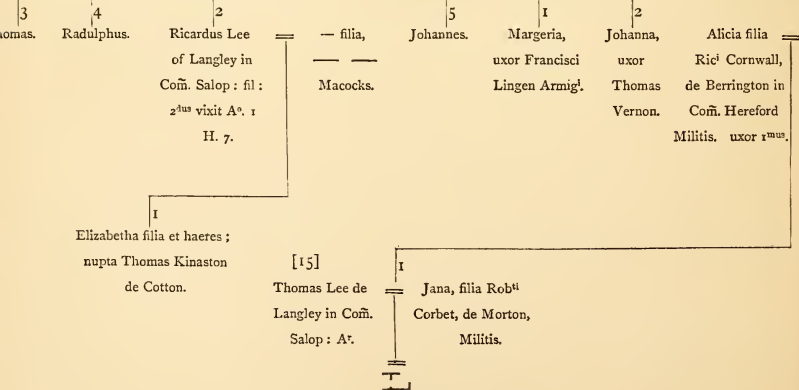 3
4
2
5
1
2
Radulphus.
Ricardus Lee
of Langley in
Com̃. Salop : fil :
2ᵈᵘˢ vixit Aº. 1
H. 7.
— filia,
— —
Macocks.
Johannes.
Margeria,
uxor Francisci
Lingen Armigⁱ.
Johanna,
uxor
Thomas
Vernon.
Alicia filia
Ricⁱ Cornwall,
de Berrington in
Com̃. Hereford
Militis. uxor 1ᵐᵘˢ.
1
Elizabetha filia et haeres ;
nupta Thomas Kinaston
de Cotton.
[15]
1
Thomas Lee de
Langley in Com̃.
Salop : Aʳ.
Jana, filia Robᵗⁱ
Corbet, de Morton,
Militis.